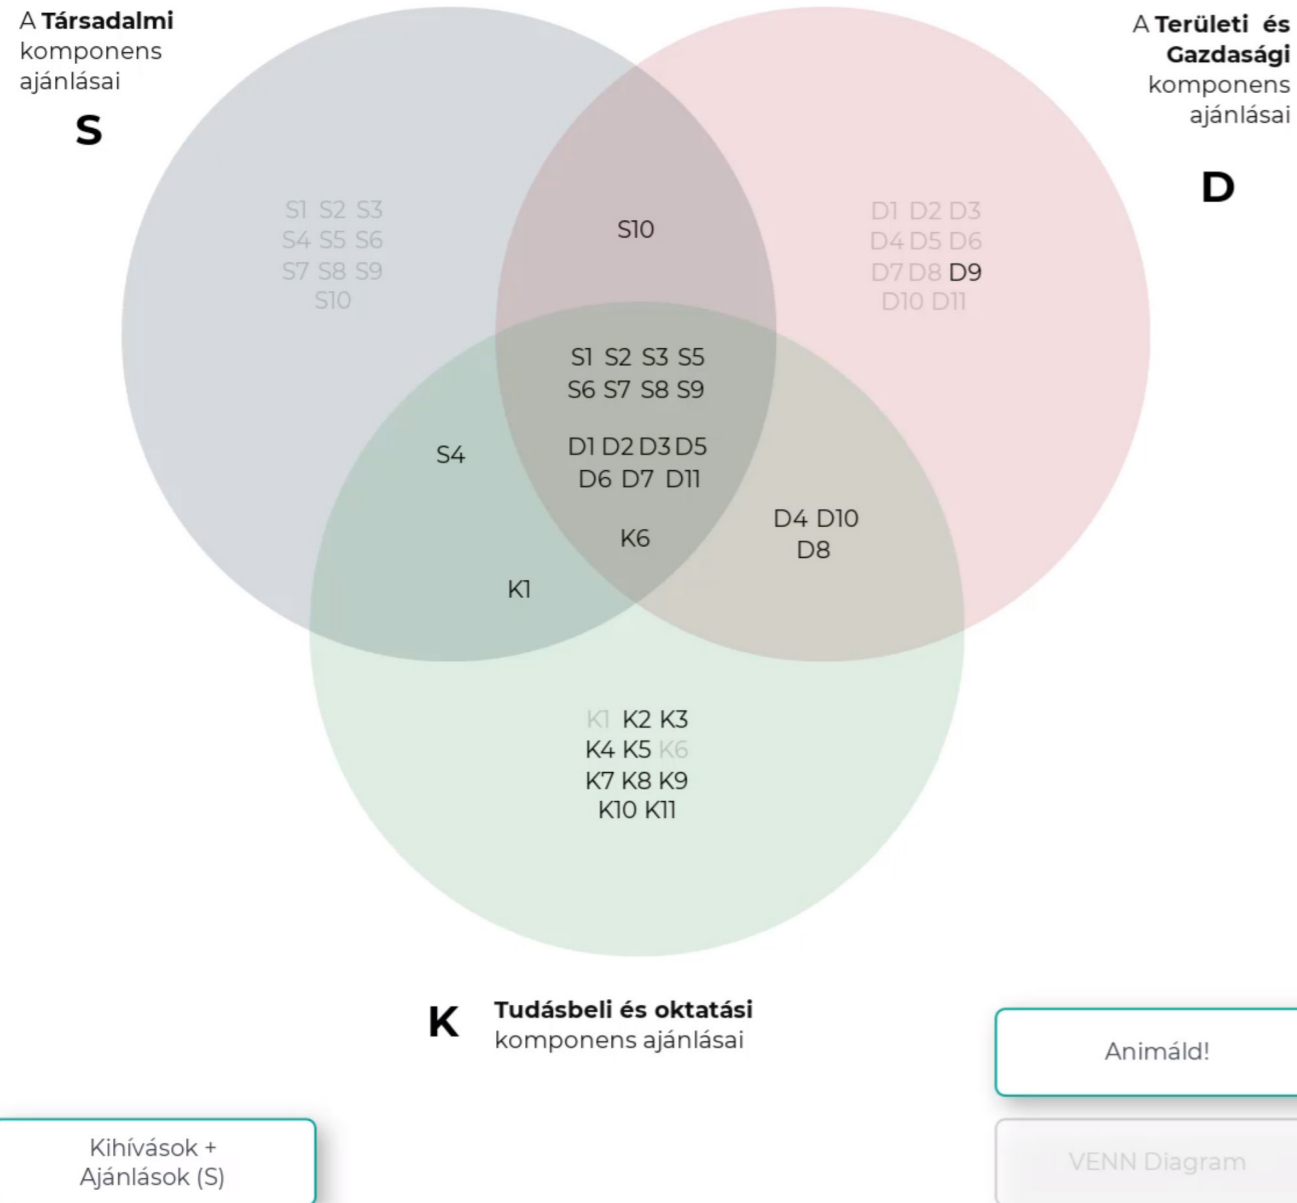 A Társadalmi
komponens
ajánlásai
S
A Területi és
Gazdasági
komponens
ajánlásai
D
S1 S2 S3
S4 S5 S6
S7 S8 S9
S10
S10
D1 D2 D3
D4 D5 D6
D7 D8 D9
D10 D11
S1 S2 S3 S5
S6 S7 S8 S9
D1 D2 D3 D5
D6 D7 D11
K6
S4
K1
D4 D10
D8
K1 K2 K3
K4 K5 K6
K7 K8 K9
K10 K11
K
Tudásbeli és oktatási
komponens ajánlásai
Animáld!
Kihívások +
Ajánlások (S)
VENN Diagram